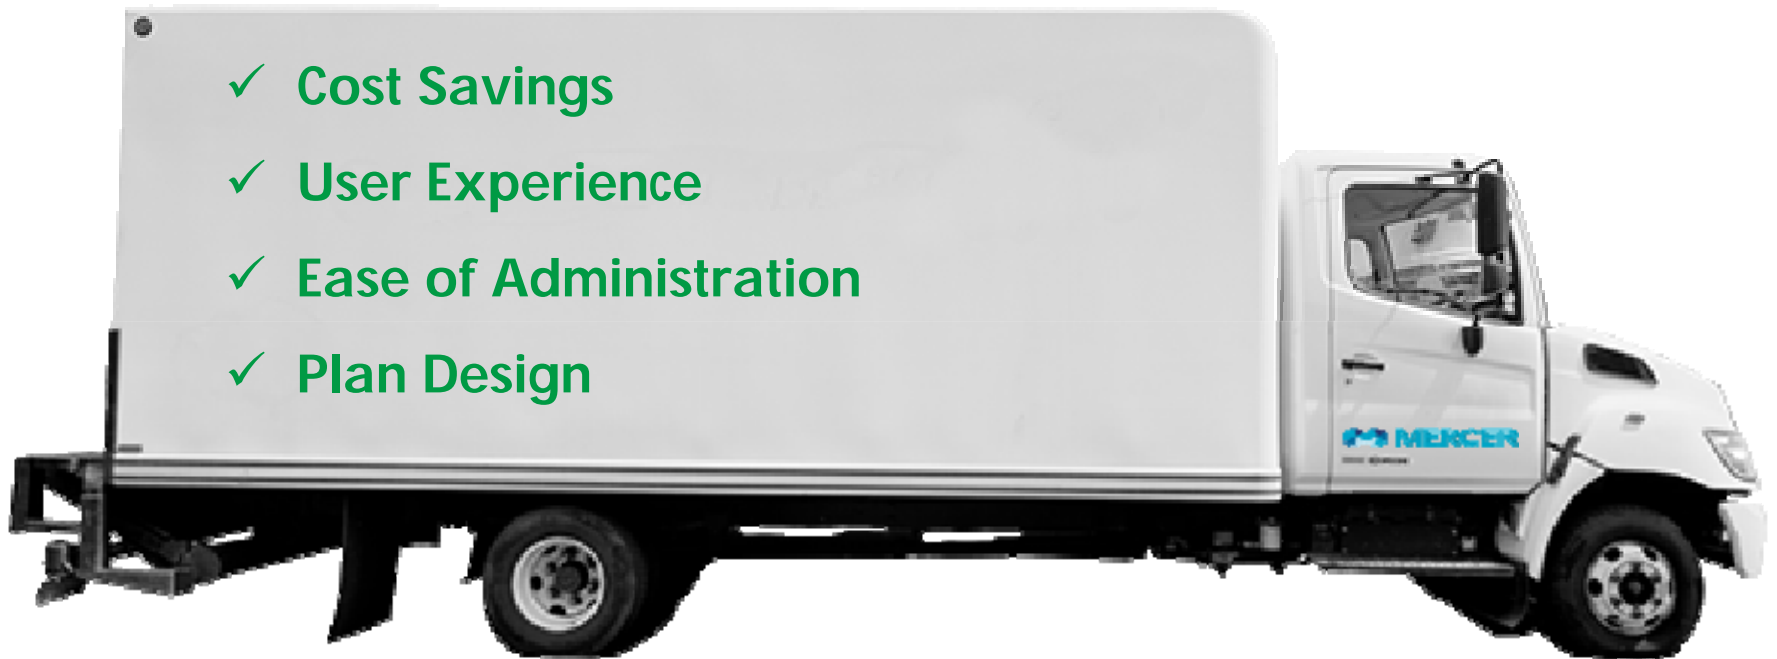 ✓ Cost Savings
✓ User Experience
✓ Ease of Administration
✓ Plan Design
MERCER